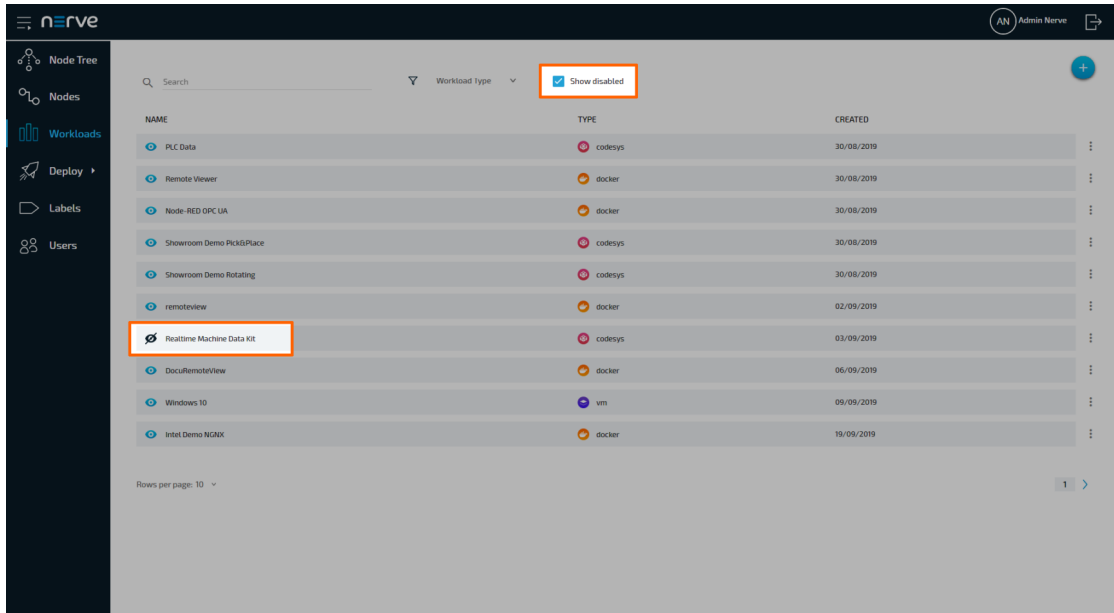 nerve
AN Admin Nerve
Node Tree
Nodes
Workloads
Deploy
Labels
Users
Search
Workload Type
Show disabled
+
NAME TYPE CREATED
PLC Data codesys 30/08/2019
Remote Viewer docker 30/08/2019
Node-RED OPC UA docker 30/08/2019
Showroom Demo Pick&Place codesys 30/08/2019
Showroom Demo Rotating codesys 30/08/2019
remoteview docker 02/09/2019
Realtime Machine Data Kit codesys 03/09/2019
DocuRemoteView docker 06/09/2019
Windows 10 vm 09/09/2019
Intel Demo NGNX docker 19/09/2019
Rows per page: 10
1